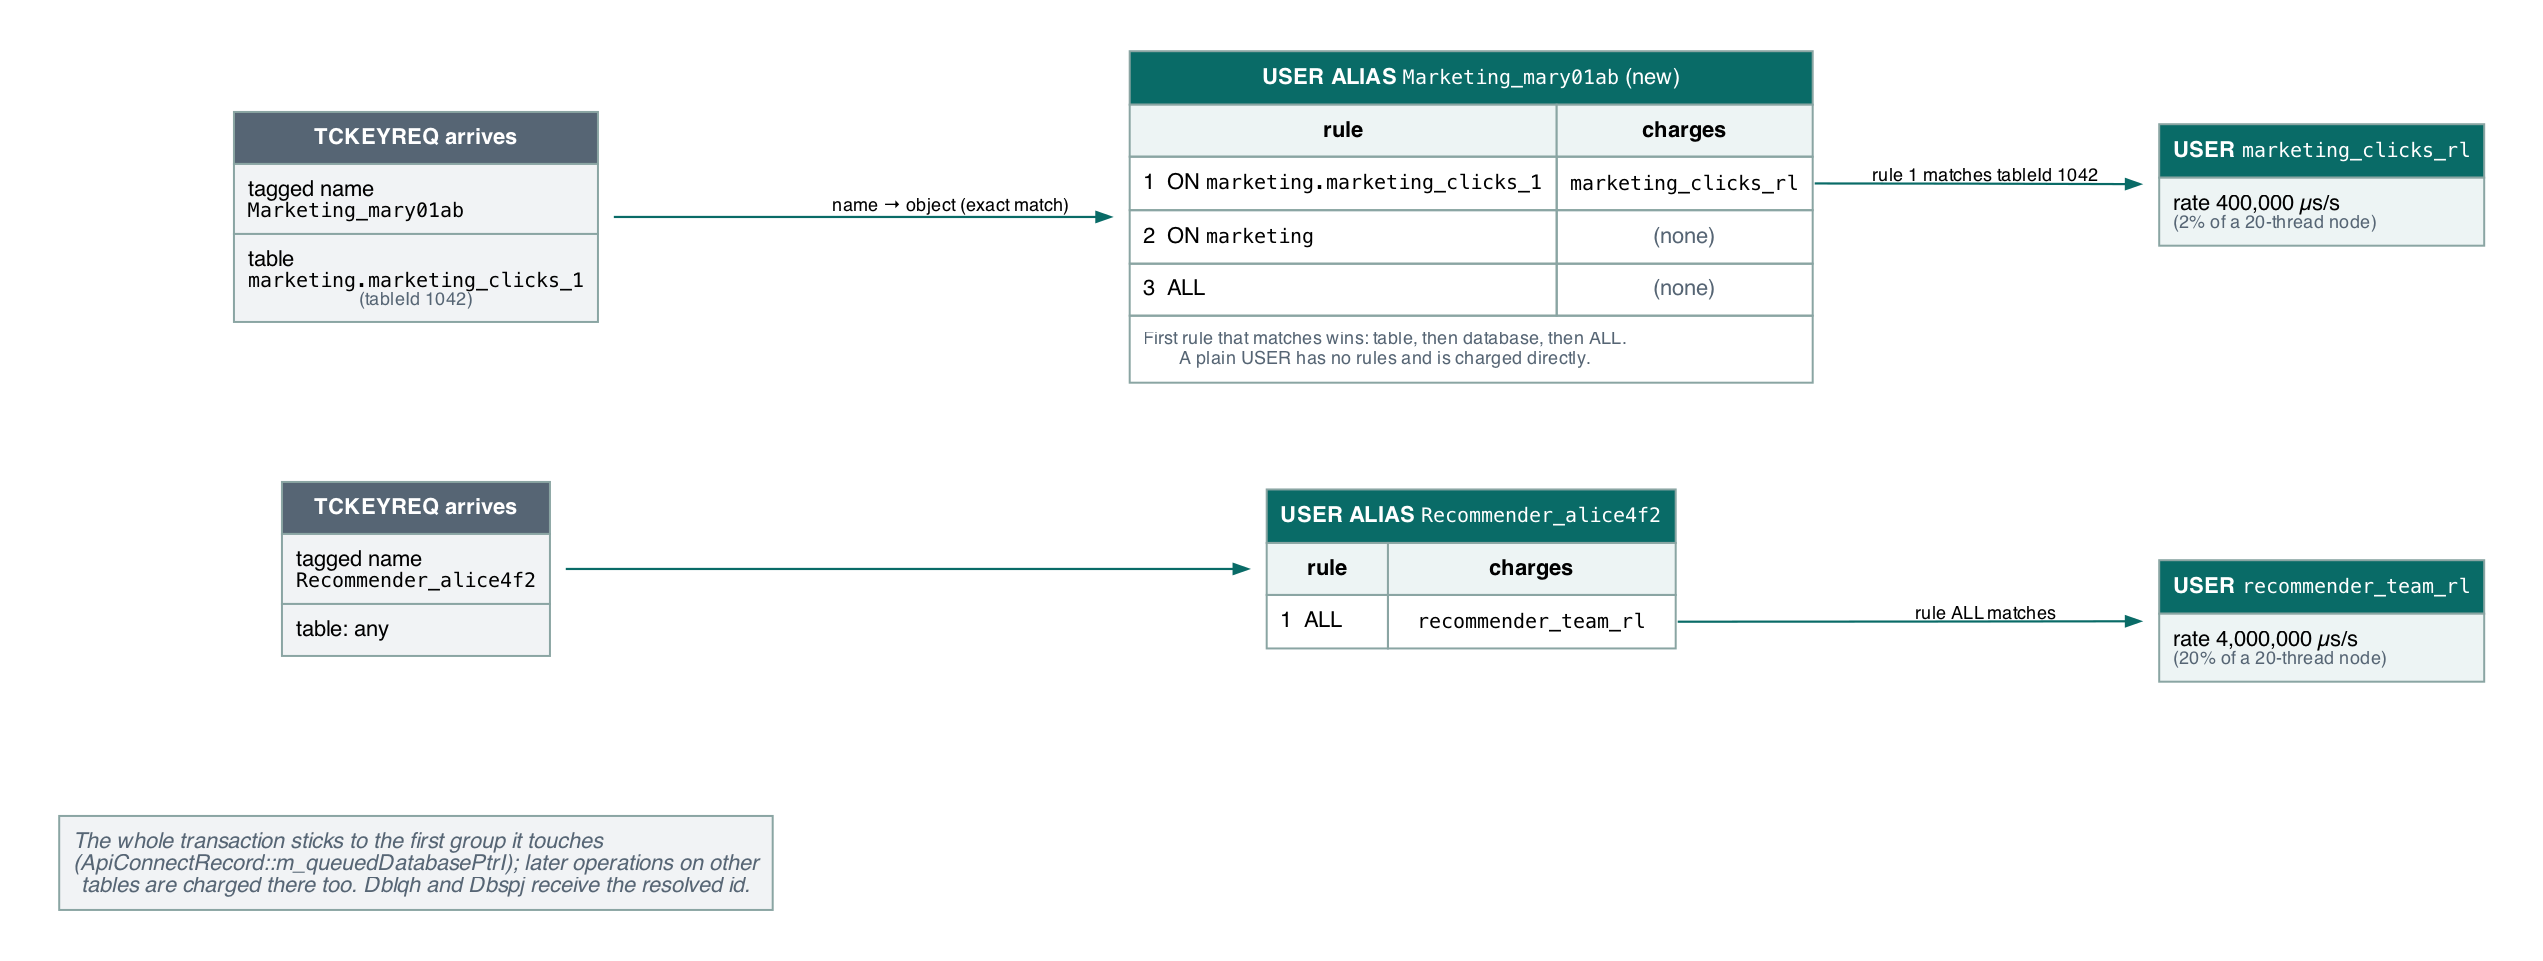 USER ALIAS Marketing_mary01ab (new)
rule charges
1 ON marketing.marketing_clicks_1 marketing_clicks_rl
2 ON marketing (none)
3 ALL (none)
First rule that matches wins: table, then database, then ALL.
A plain USER has no rules and is charged directly.
TCKEYREQ arrives
tagged name
Marketing_mary01ab
table
marketing.marketing_clicks_1
(tableId 1042)
name → object (exact match)
rule 1 matches tableId 1042
USER marketing_clicks_rl
rate 400,000 µs/s
(2% of a 20-thread node)
TCKEYREQ arrives
tagged name
Recommender_alice4f2
table: any
USER ALIAS Recommender_alice4f2
rule charges
1 ALL recommender_team_rl
rule ALL matches
USER recommender_team_rl
rate 4,000,000 µs/s
(20% of a 20-thread node)
The whole transaction sticks to the first group it touches
(ApiConnectRecord::m_queuedDatabasePtrI); later operations on other
tables are charged there too. Dblqh and Dbspj receive the resolved id.